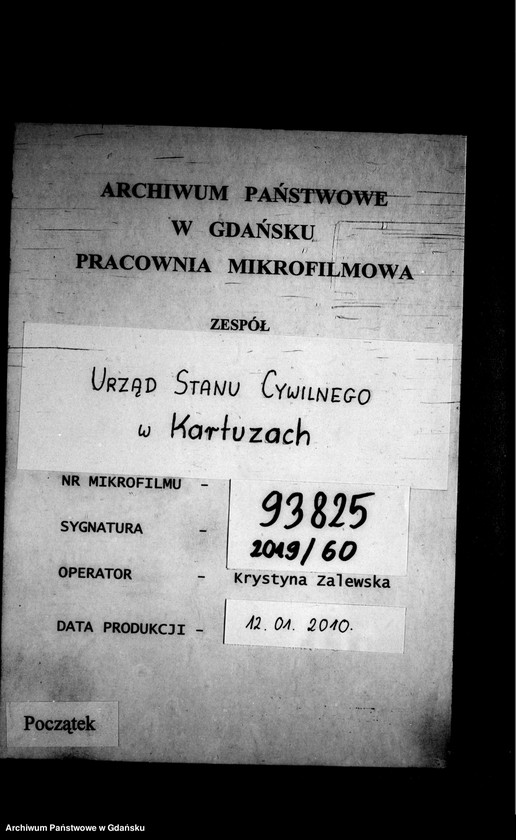 ARCHIWUM PAŃSTWOWE
W GDAŃSKU
PRACOWNIA MIKROFILMOWA
ZESPÓŁ
URZĄD STANU CYWILNEGO
w Kartuzach
NR MIKROFILMU - 93825
SYGNATURA - 2019/60
OPERATOR - Krystyna Zalewska
DATA PRODUKCJI - 12.01.2010.
Początek
Archiwum Państwowe w Gdańsku